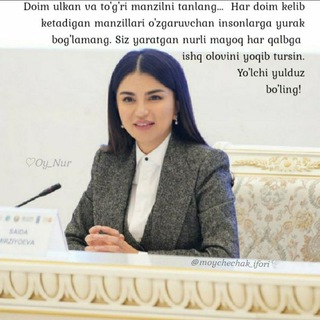 Doim ulkan va to'g'ri manzilni tanlang... Har doim kelib
ketadigan manzillari o'zgaruvchan insonlarga yurak
bog'lamang. Siz yaratgan nurli mayoq har qalbga
ishq olovini yoqib tursin.
Yo'lchi yulduz
bo'ling!
♡Oy_Nur
SAIDA
@moychechak_ifori